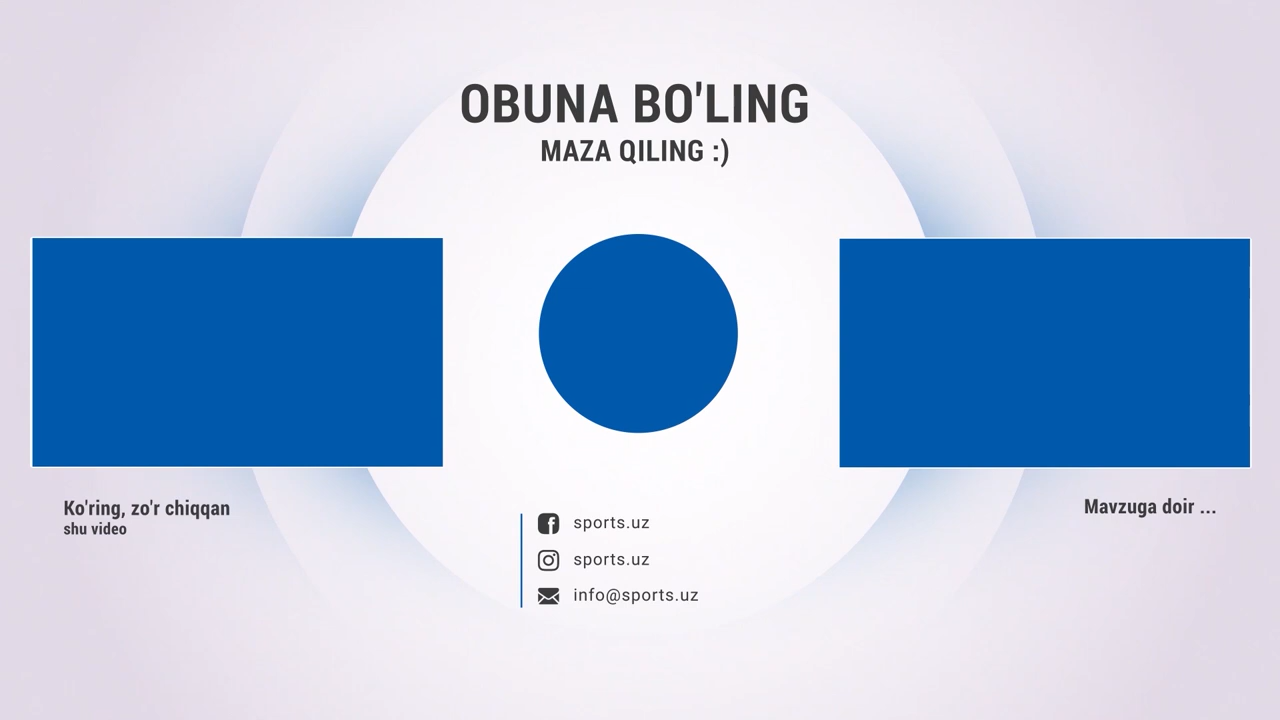 OBUNA BO'LING
MAZA QILING :)
Ko'ring, zo'r chiqqan
shu video
Mavzuga doir ...
sports.uz
sports.uz
info@sports.uz